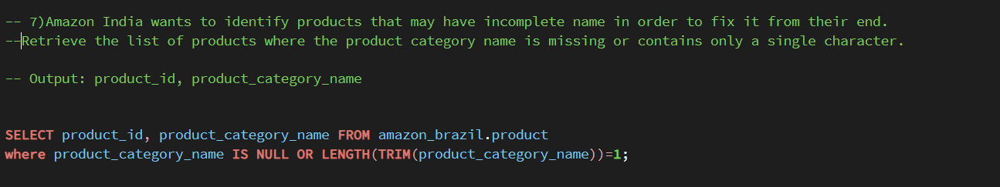 -- 7)Amazon India wants to identify products that may have incomplete name in order to fix it from their end.
--Retrieve the list of products where the product category name is missing or contains only a single character.
-- Output: product_id, product_category_name
SELECT product_id, product_category_name FROM amazon_brazil.product
where product_category_name IS NULL OR LENGTH(TRIM(product_category_name))=1;